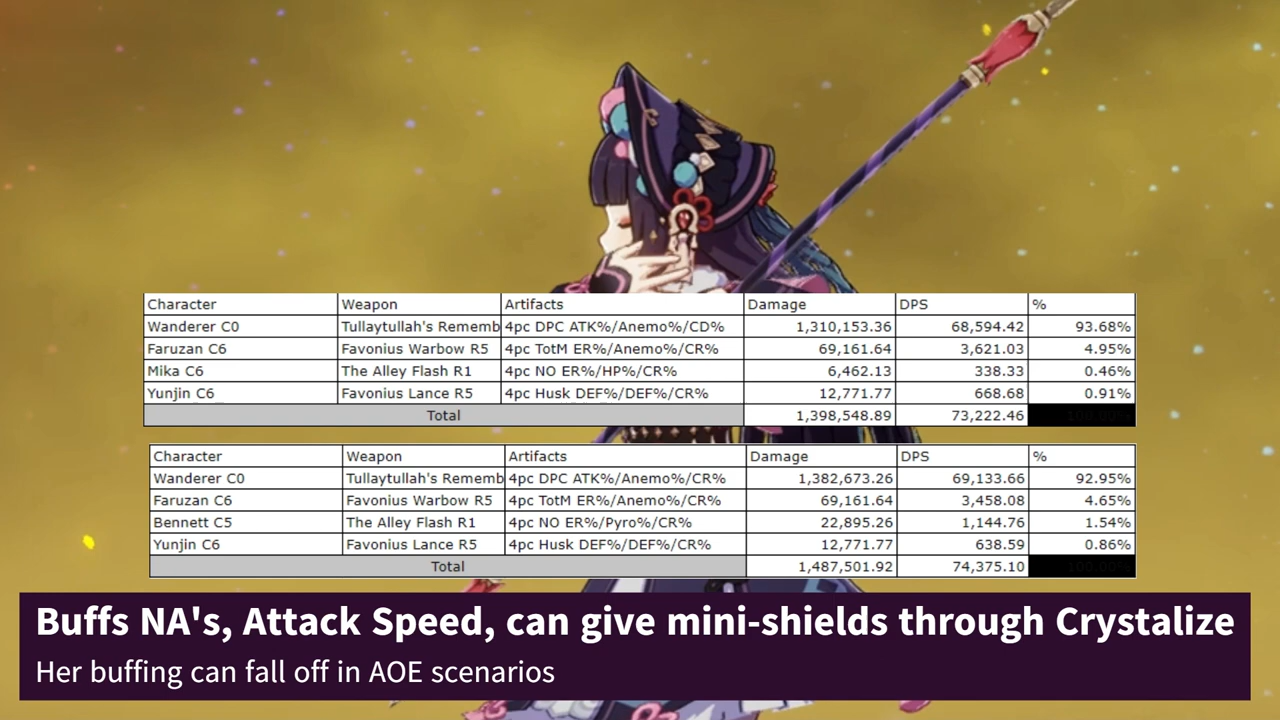 Character Weapon Artifacts Damage DPS %
Wanderer C0 Tullaytullah's Rememb 4pc DPC ATK%/Anemo%/CD% 1,310,153.36 68,594.42 93.68%
Faruzan C6 Favonius Warbow R5 4pc TotM ER%/Anemo%/CR% 69,161.64 3,621.03 4.95%
Mika C6 The Alley Flash R1 4pc NO ER%/HP%/CR% 6,462.13 338.33 0.46%
Yunjin C6 Favonius Lance R5 4pc Husk DEF%/DEF%/CR% 12,771.77 668.68 0.91%
Total 1,398,548.89 73,222.46 100.00%
Character Weapon Artifacts Damage DPS %
Wanderer C0 Tullaytullah's Rememb 4pc DPC ATK%/Anemo%/CR% 1,382,673.26 69,133.66 92.95%
Faruzan C6 Favonius Warbow R5 4pc TotM ER%/Anemo%/CR% 69,161.64 3,458.08 4.65%
Bennett C5 The Alley Flash R1 4pc NO ER%/Pyro%/CR% 22,895.26 1,144.76 1.54%
Yunjin C6 Favonius Lance R5 4pc Husk DEF%/DEF%/CR% 12,771.77 638.59 0.86%
Total 1,487,501.92 74,375.10 100.00%
Buffs NA's, Attack Speed, can give mini-shields through Crystalize
Her buffing can fall off in AOE scenarios